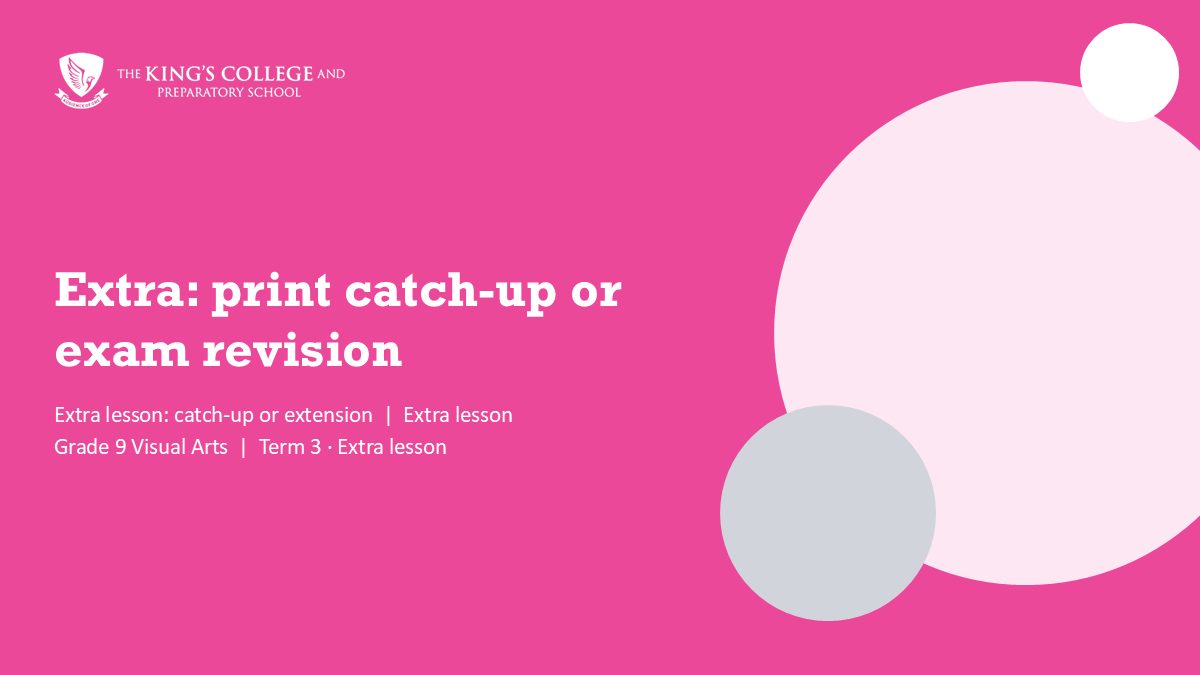 THE KING'S COLLEGE AND
PREPARATORY SCHOOL
Extra: print catch-up or
exam revision
Extra lesson: catch-up or extension | Extra lesson
Grade 9 Visual Arts | Term 3 · Extra lesson